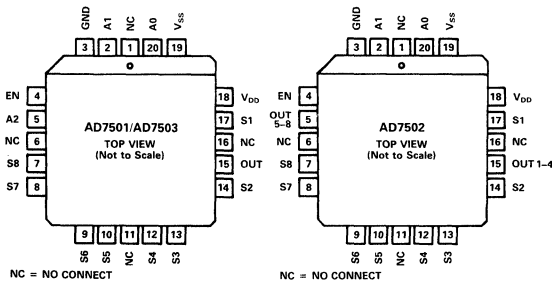 GND A1 NC A0 VSS
3 2 1 20 19
EN 4
A2 5
NC 6
S8 7
S7 8
AD7501/AD7503
TOP VIEW
(Not to Scale)
18 VDD
17 S1
16 NC
15 OUT
14 S2
9 10 11 12 13
S6 S5 NC S4 S3
NC = NO CONNECT
GND A1 NC A0 VSS
3 2 1 20 19
EN 4
OUT 5–8 5
NC 6
S8 7
S7 8
AD7502
TOP VIEW
(Not to Scale)
18 VDD
17 S1
16 NC
15 OUT 1–4
14 S2
9 10 11 12 13
S6 S5 NC S4 S3
NC = NO CONNECT